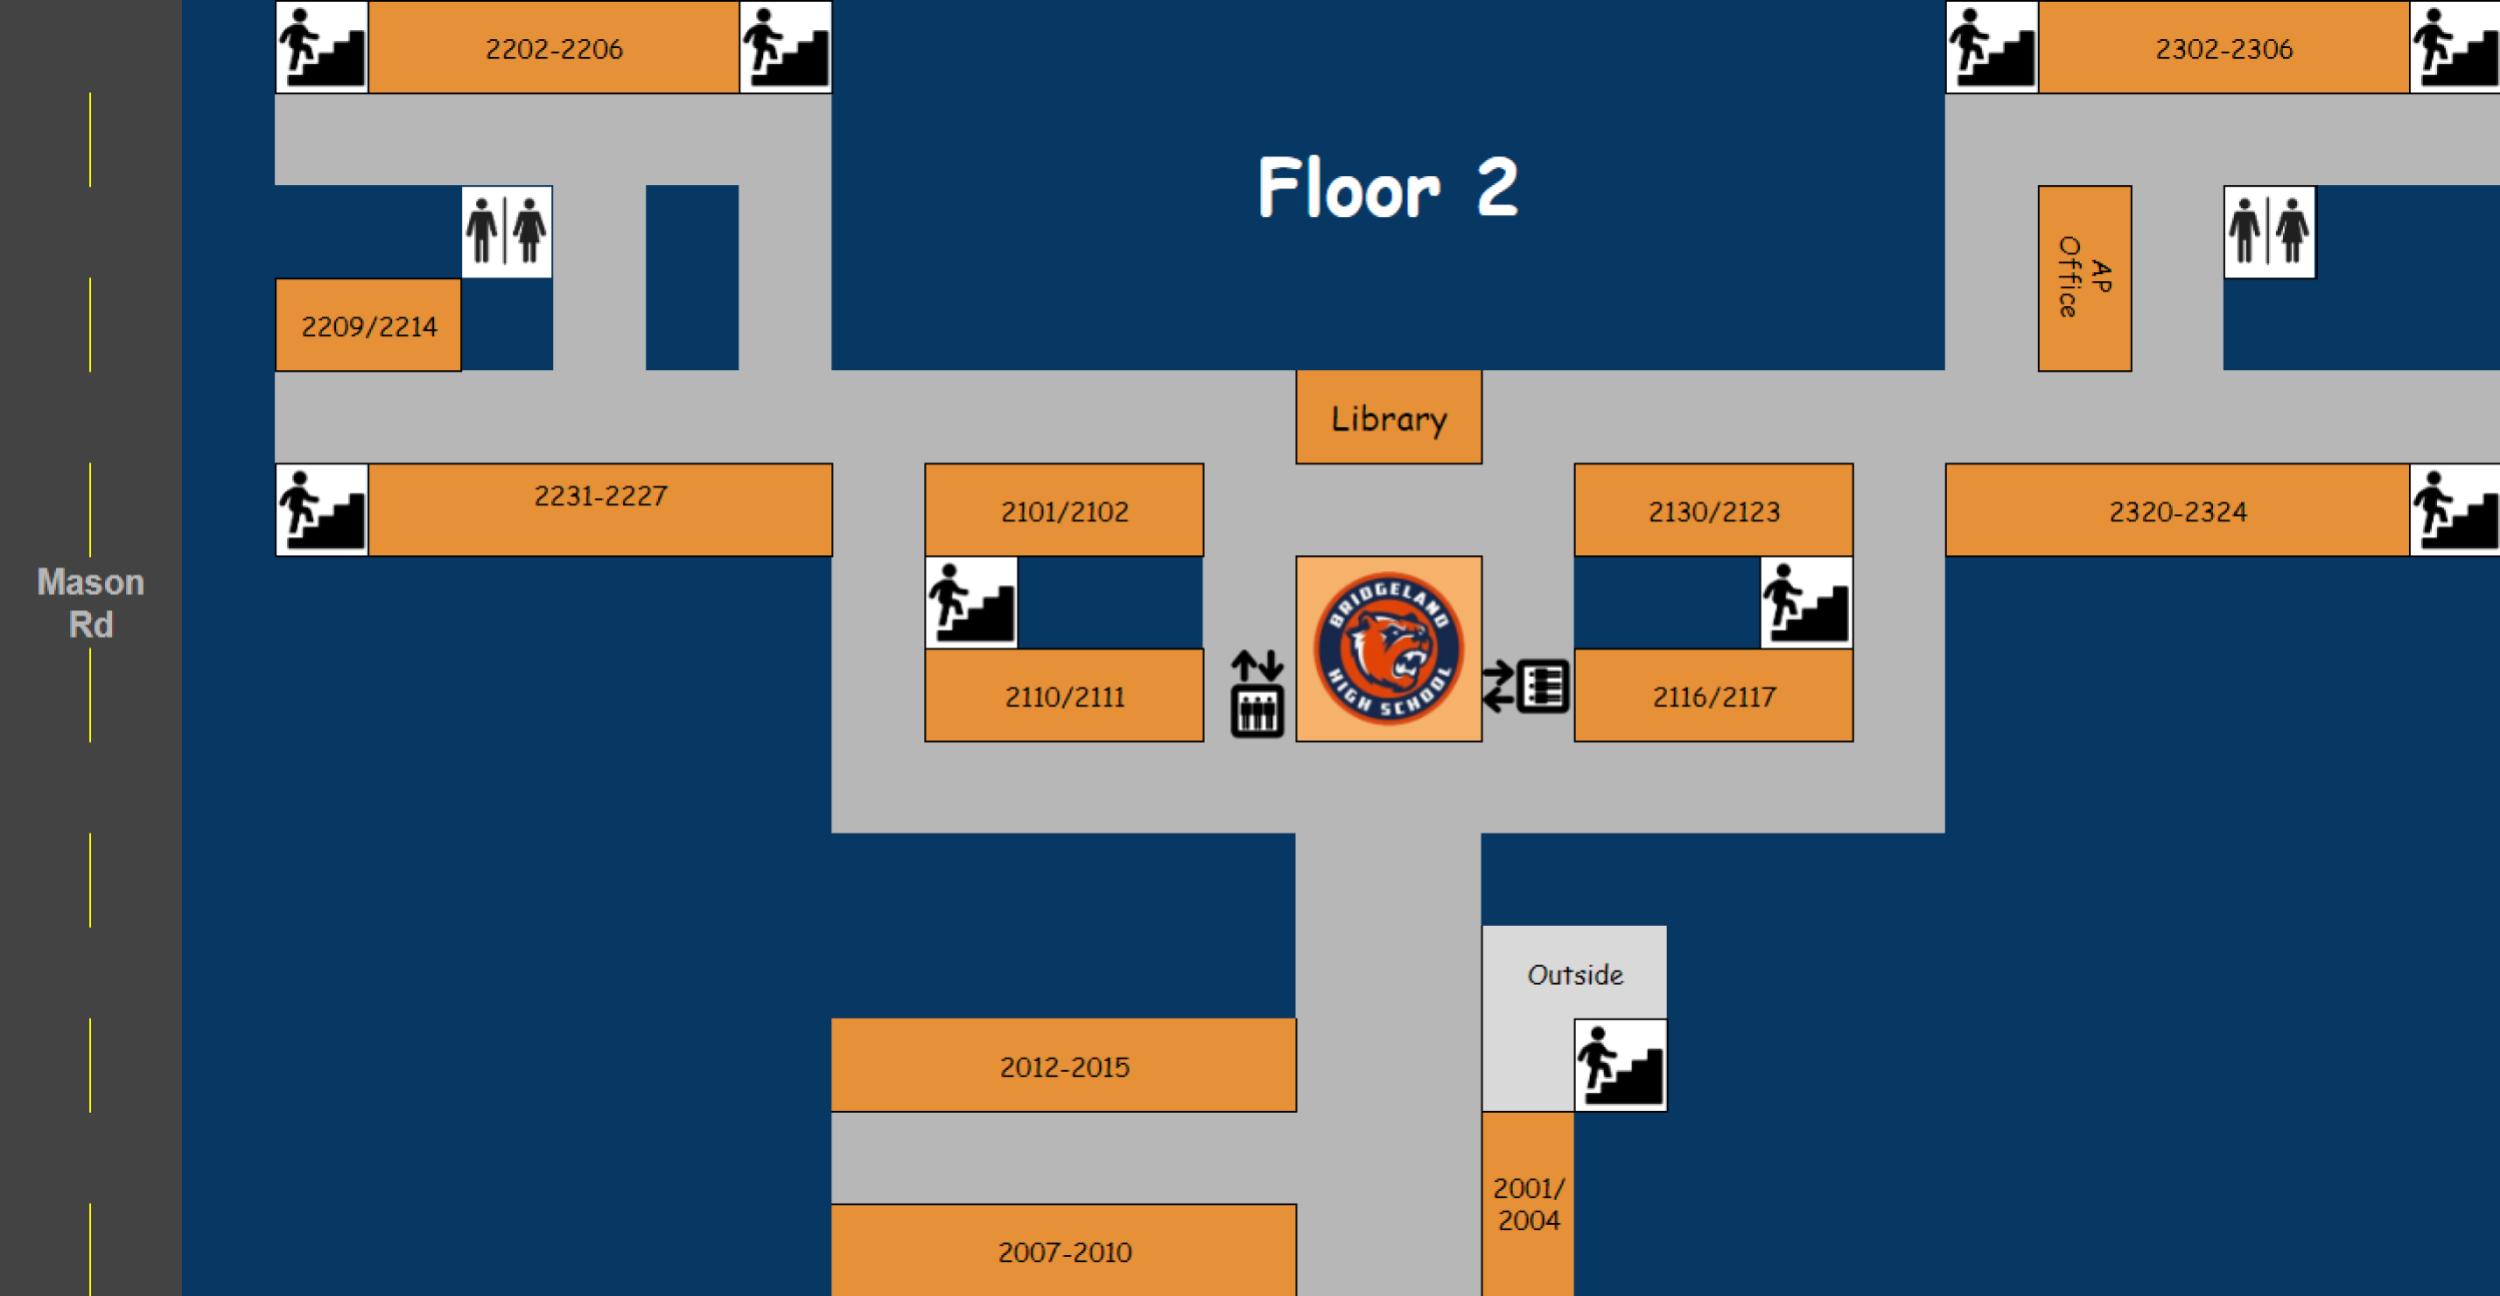 2202-2206
2302-2306
Floor 2
AP
Office
2209/2214
Library
2231-2227
2101/2102
2130/2123
2320-2324
Mason
Rd
BRIDGELAND
HIGH SCHOOL
2110/2111
2116/2117
Outside
2012-2015
2001/
2004
2007-2010